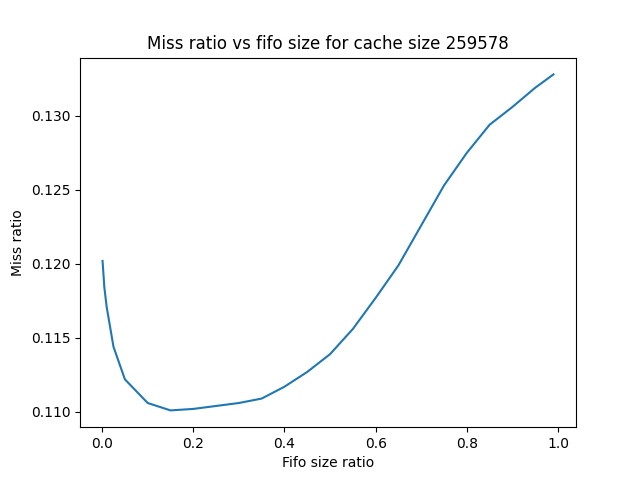 Miss ratio vs fifo size for cache size 259578
Miss ratio
0.130
0.125
0.120
0.115
0.110
0.0 0.2 0.4 0.6 0.8 1.0
Fifo size ratio